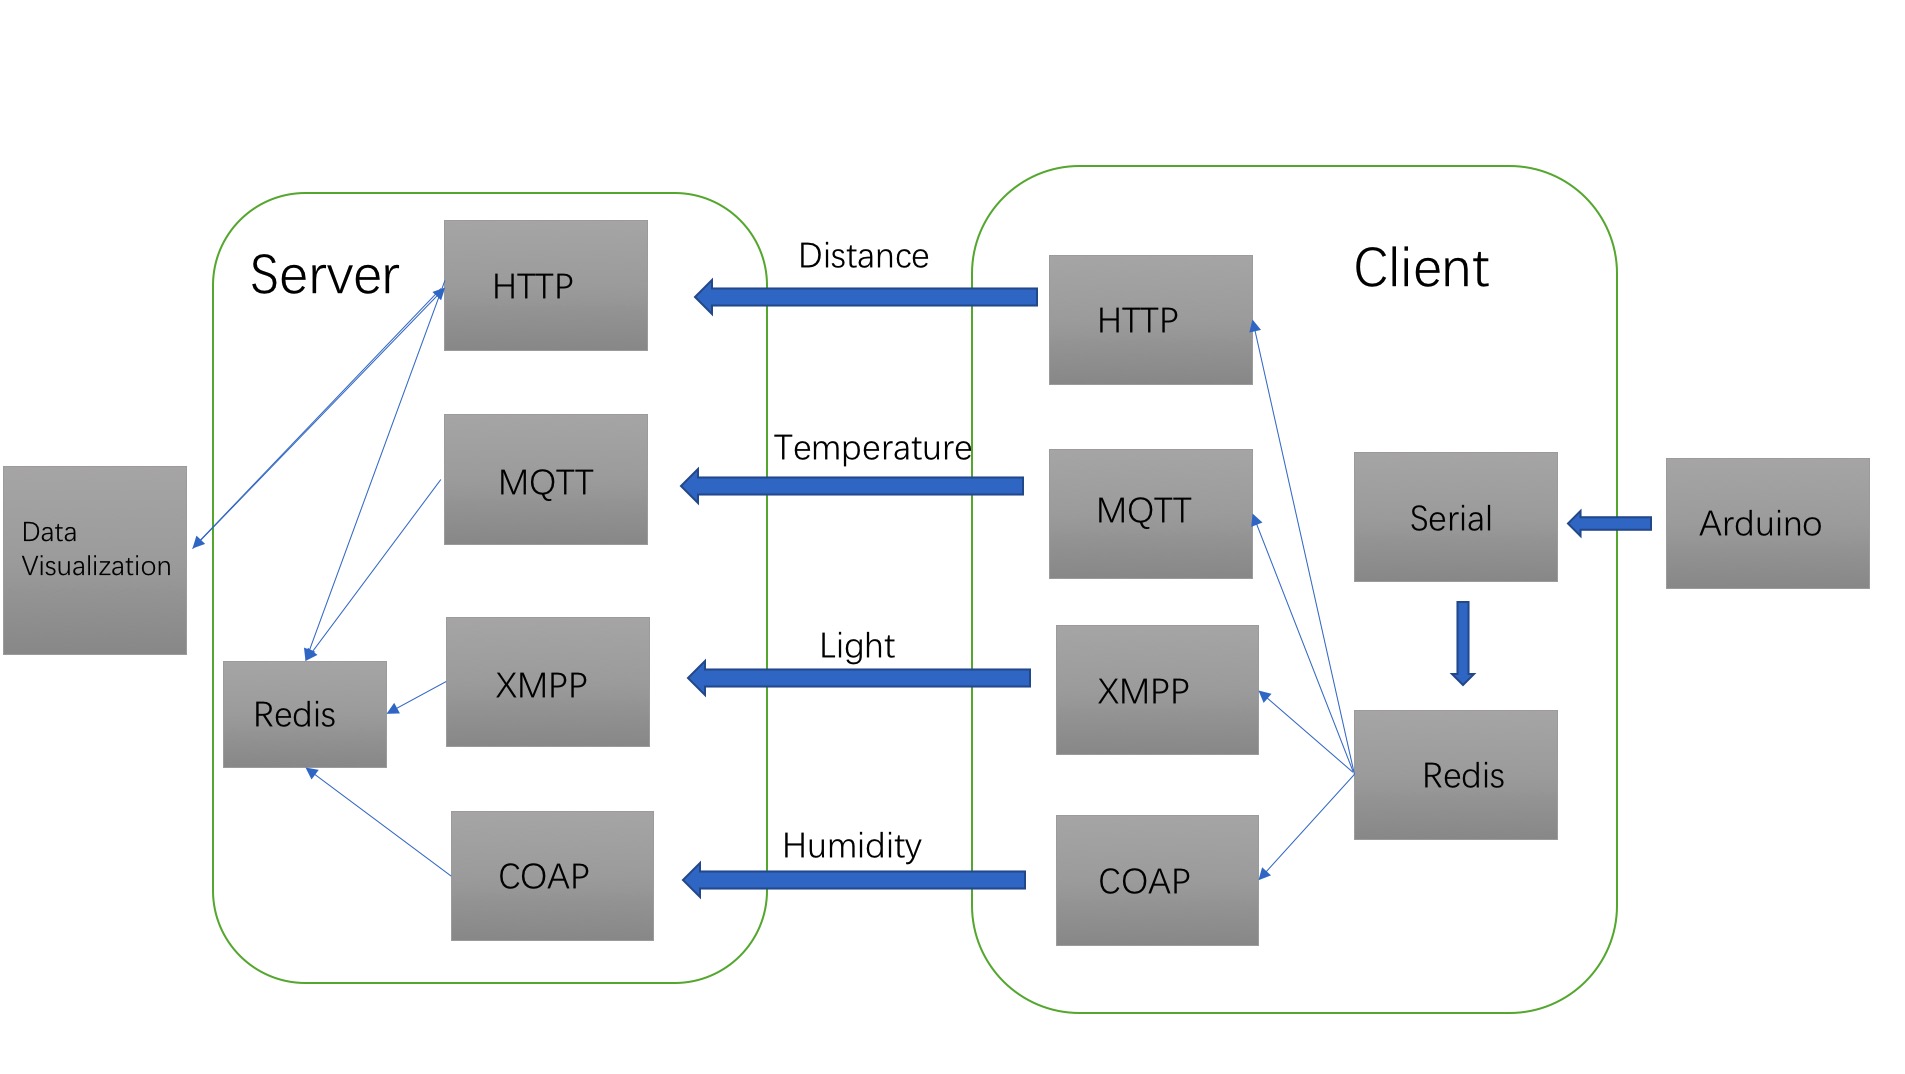 Server
HTTP
MQTT
XMPP
COAP
Redis
Data
Visualization
Distance
Temperature
Light
Humidity
Client
HTTP
MQTT
XMPP
COAP
Serial
Redis
Arduino